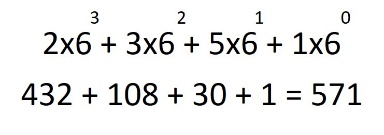 2x6³ + 3x6² + 5x6¹ + 1x6⁰
432 + 108 + 30 + 1 = 571